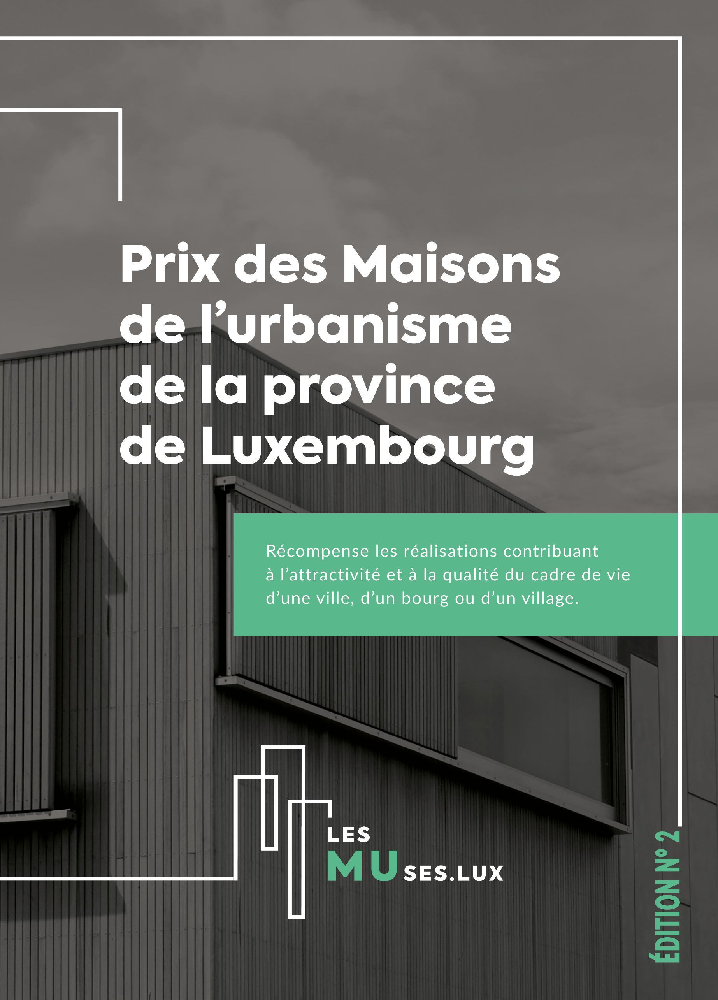 Prix des Maisons
de l’urbanisme
de la province
de Luxembourg
Récompense les réalisations contribuant
à l’attractivité et à la qualité du cadre de vie
d’une ville, d’un bourg ou d’un village.
LES
MUSES.LUX
ÉDITION Nº 2